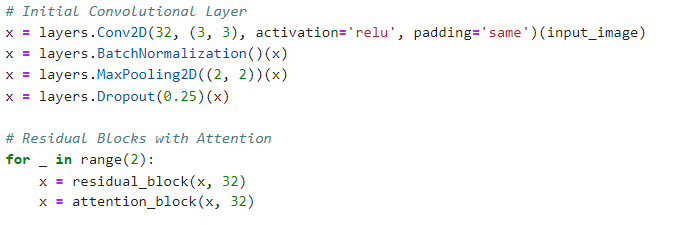 # Initial Convolutional Layer
x = layers.Conv2D(32, (3, 3), activation='relu', padding='same')(input_image)
x = layers.BatchNormalization()(x)
x = layers.MaxPooling2D((2, 2))(x)
x = layers.Dropout(0.25)(x)

# Residual Blocks with Attention
for _ in range(2):
    x = residual_block(x, 32)
    x = attention_block(x, 32)